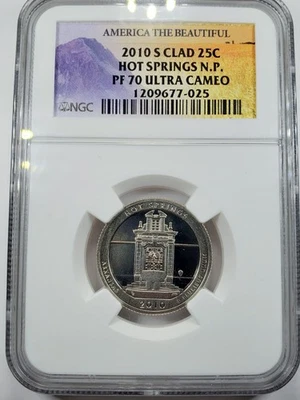 AMERICA THE BEAUTIFUL
2010 S CLAD 25C
HOT SPRINGS N.P.
PF 70 ULTRA CAMEO
NGC
1209677-025
HOT SPRINGS
2010